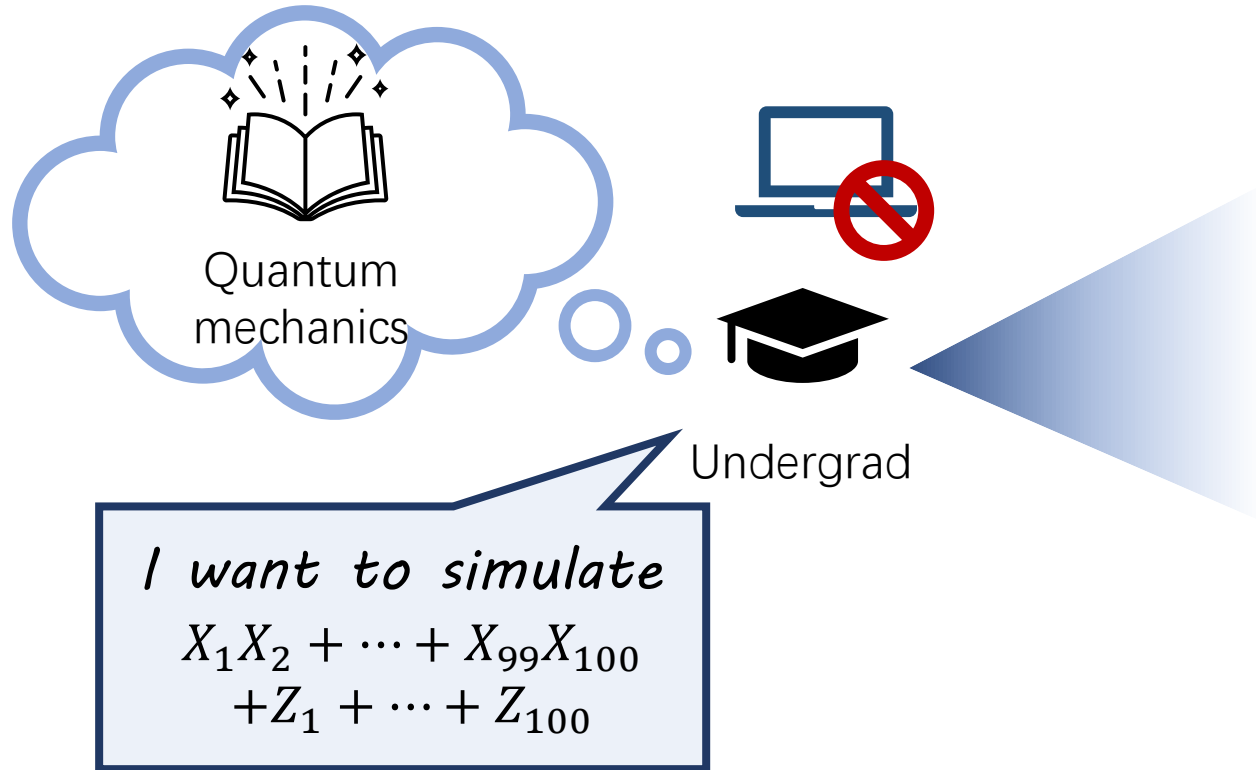 Quantum
mechanics
Undergrad
I want to simulate
X₁X₂ + ⋯ + X₉₉X₁₀₀
+Z₁ + ⋯ + Z₁₀₀